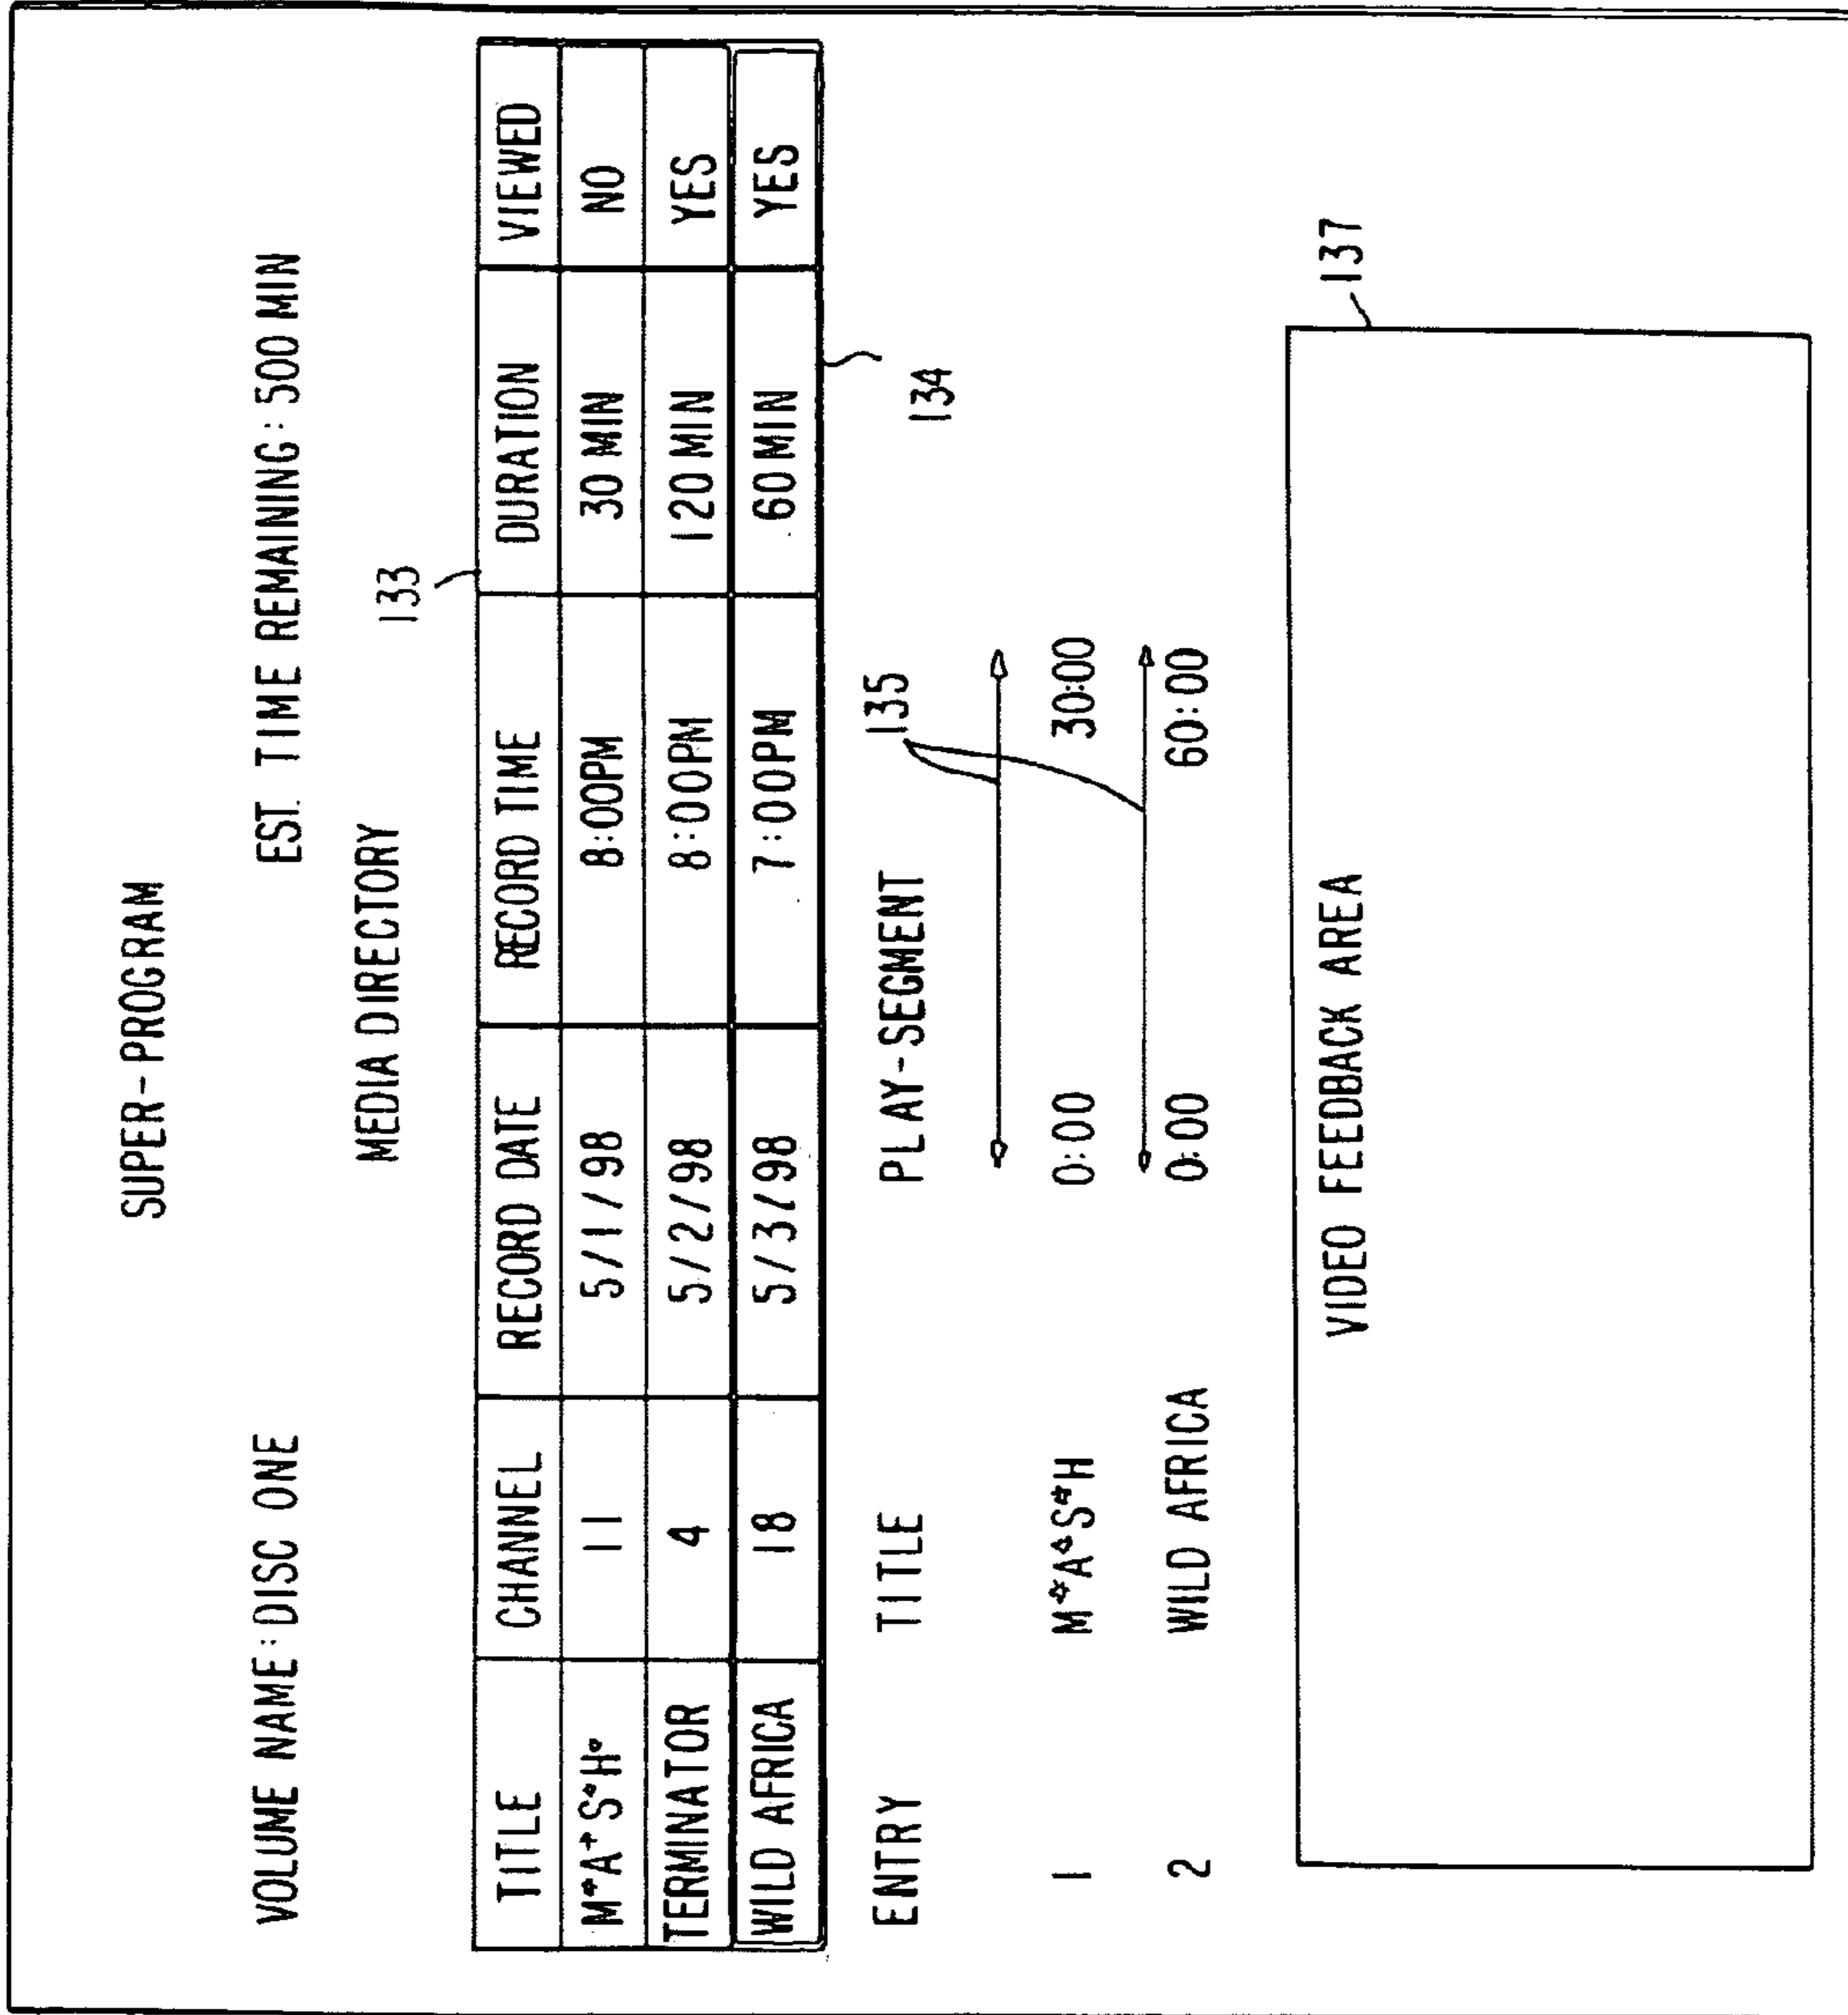 SUPER-PROGRAM
VOLUME NAME: DISC ONE EST. TIME REMAINING: 500 MIN
MEDIA DIRECTORY
133
TITLE CHANNEL RECORD DATE RECORD TIME DURATION VIEWED
M*A*S*H* 11 5/1/98 8:00PM 30 MIN NO
TERMINATOR 4 5/2/98 8:00PM 120 MIN YES
WILD AFRICA 18 5/3/98 7:00PM 60 MIN YES
134
135
ENTRY TITLE PLAY-SEGMENT
1 M*A*S*H 0:00 30:00
2 WILD AFRICA 0:00 60:00
137
VIDEO FEEDBACK AREA